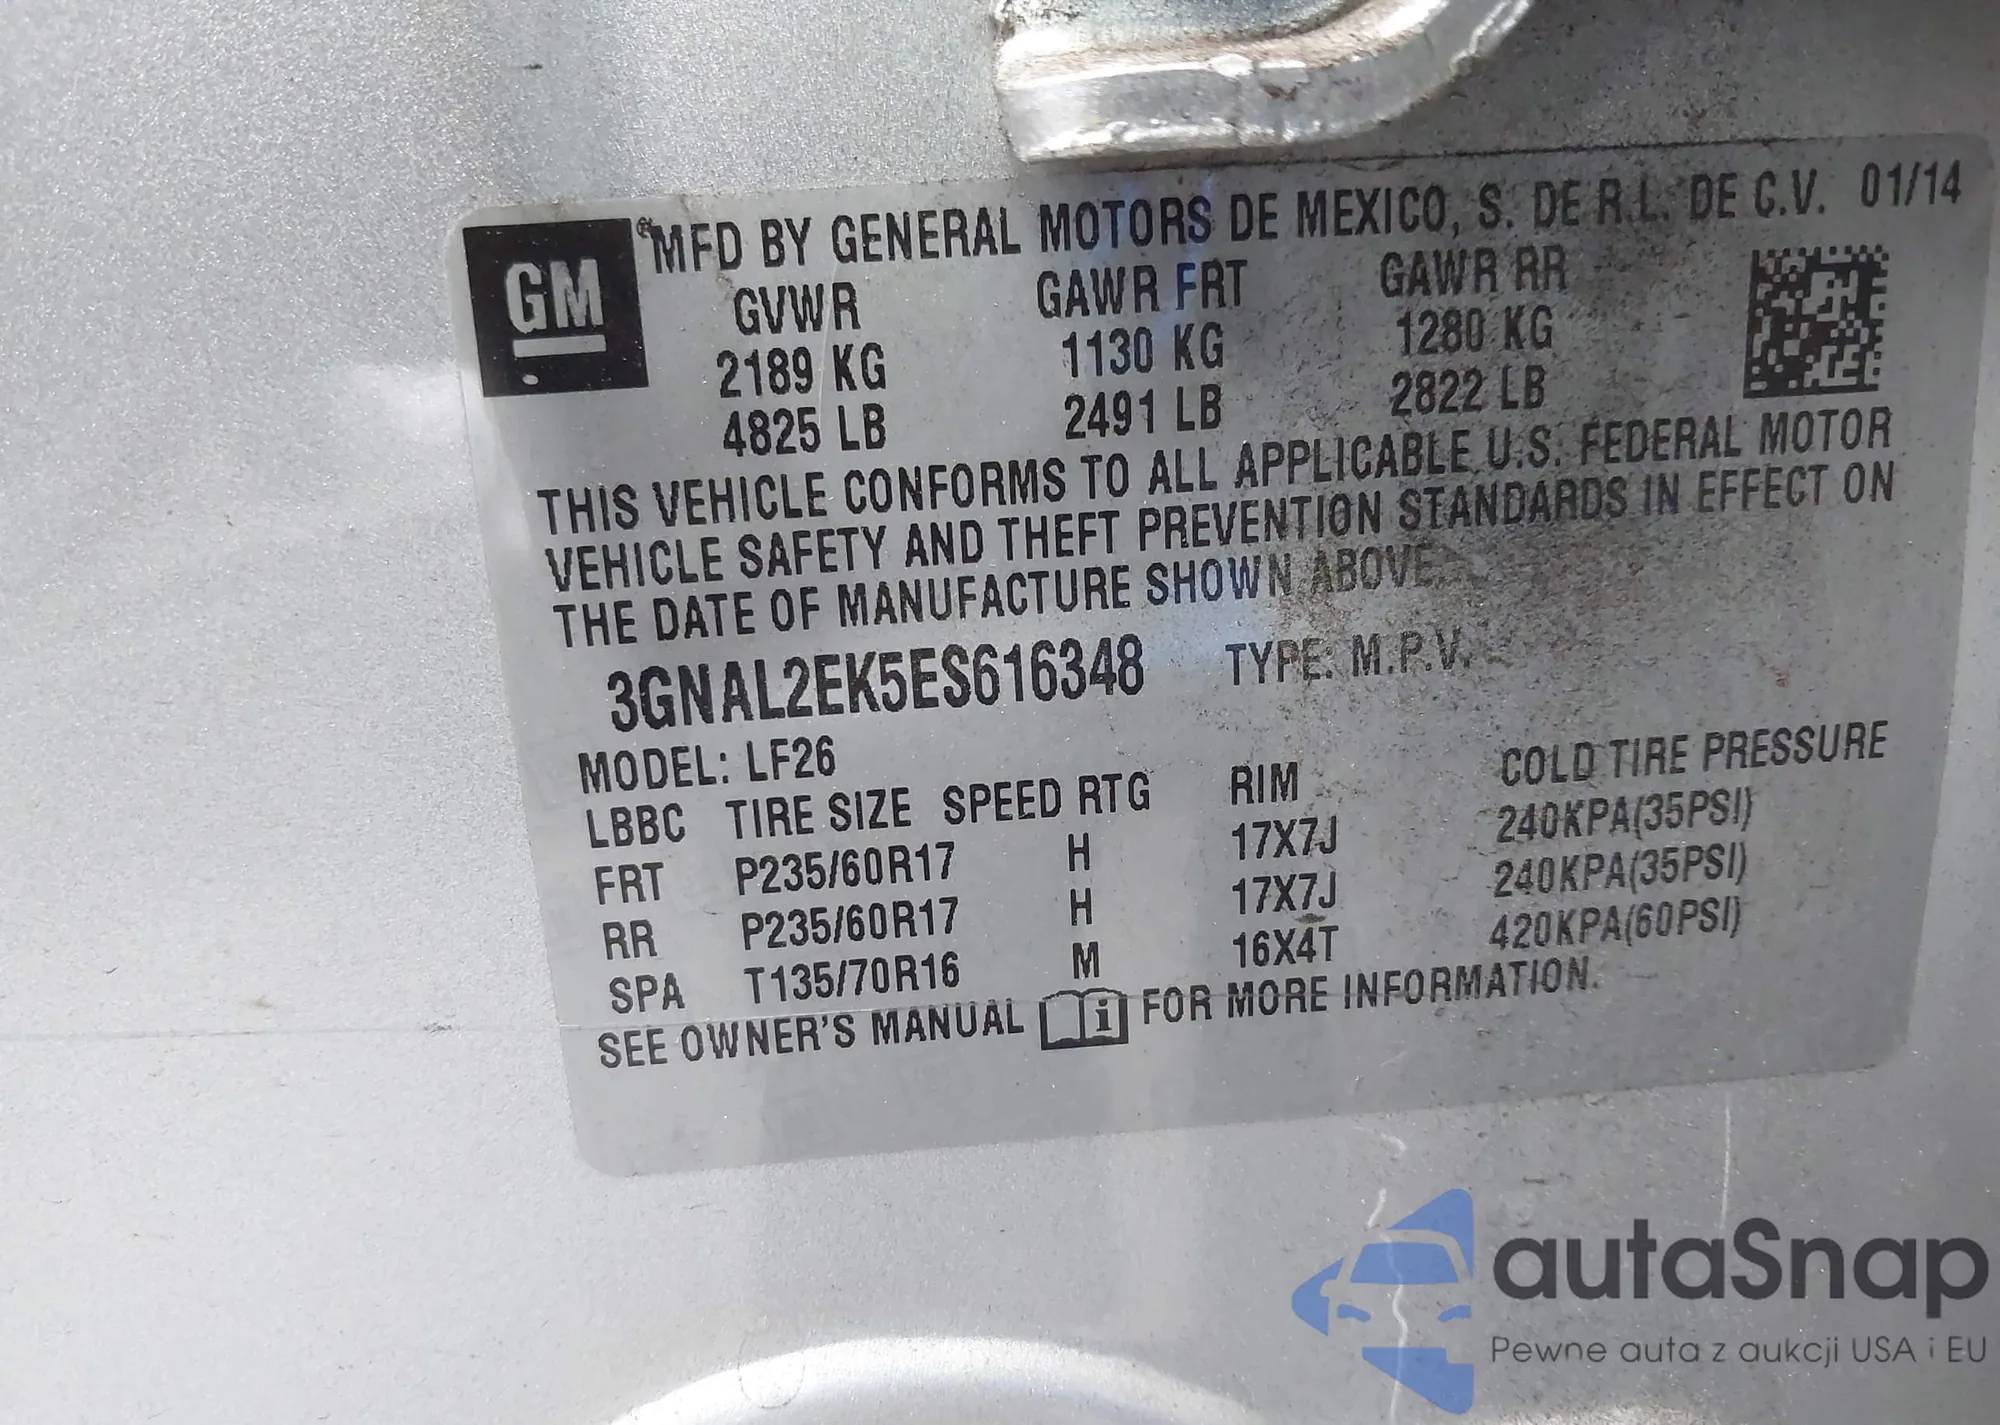 GM
®MFD BY GENERAL MOTORS DE MEXICO, S. DE R.L. DE C.V. 01/14
GVWR GAWR FRT GAWR RR
2189 KG 1130 KG 1280 KG
4825 LB 2491 LB 2822 LB
THIS VEHICLE CONFORMS TO ALL APPLICABLE U.S. FEDERAL MOTOR
VEHICLE SAFETY AND THEFT PREVENTION STANDARDS IN EFFECT ON
THE DATE OF MANUFACTURE SHOWN ABOVE.
3GNAL2EK5ES616348 TYPE: M.P.V.
MODEL: LF26
LBBC TIRE SIZE SPEED RTG RIM COLD TIRE PRESSURE
FRT P235/60R17 H 17X7J 240KPA(35PSI)
RR P235/60R17 H 17X7J 240KPA(35PSI)
SPA T135/70R16 M 16X4T 420KPA(60PSI)
SEE OWNER'S MANUAL i FOR MORE INFORMATION.
autaSnap
Pewne auta z aukcji USA i EU